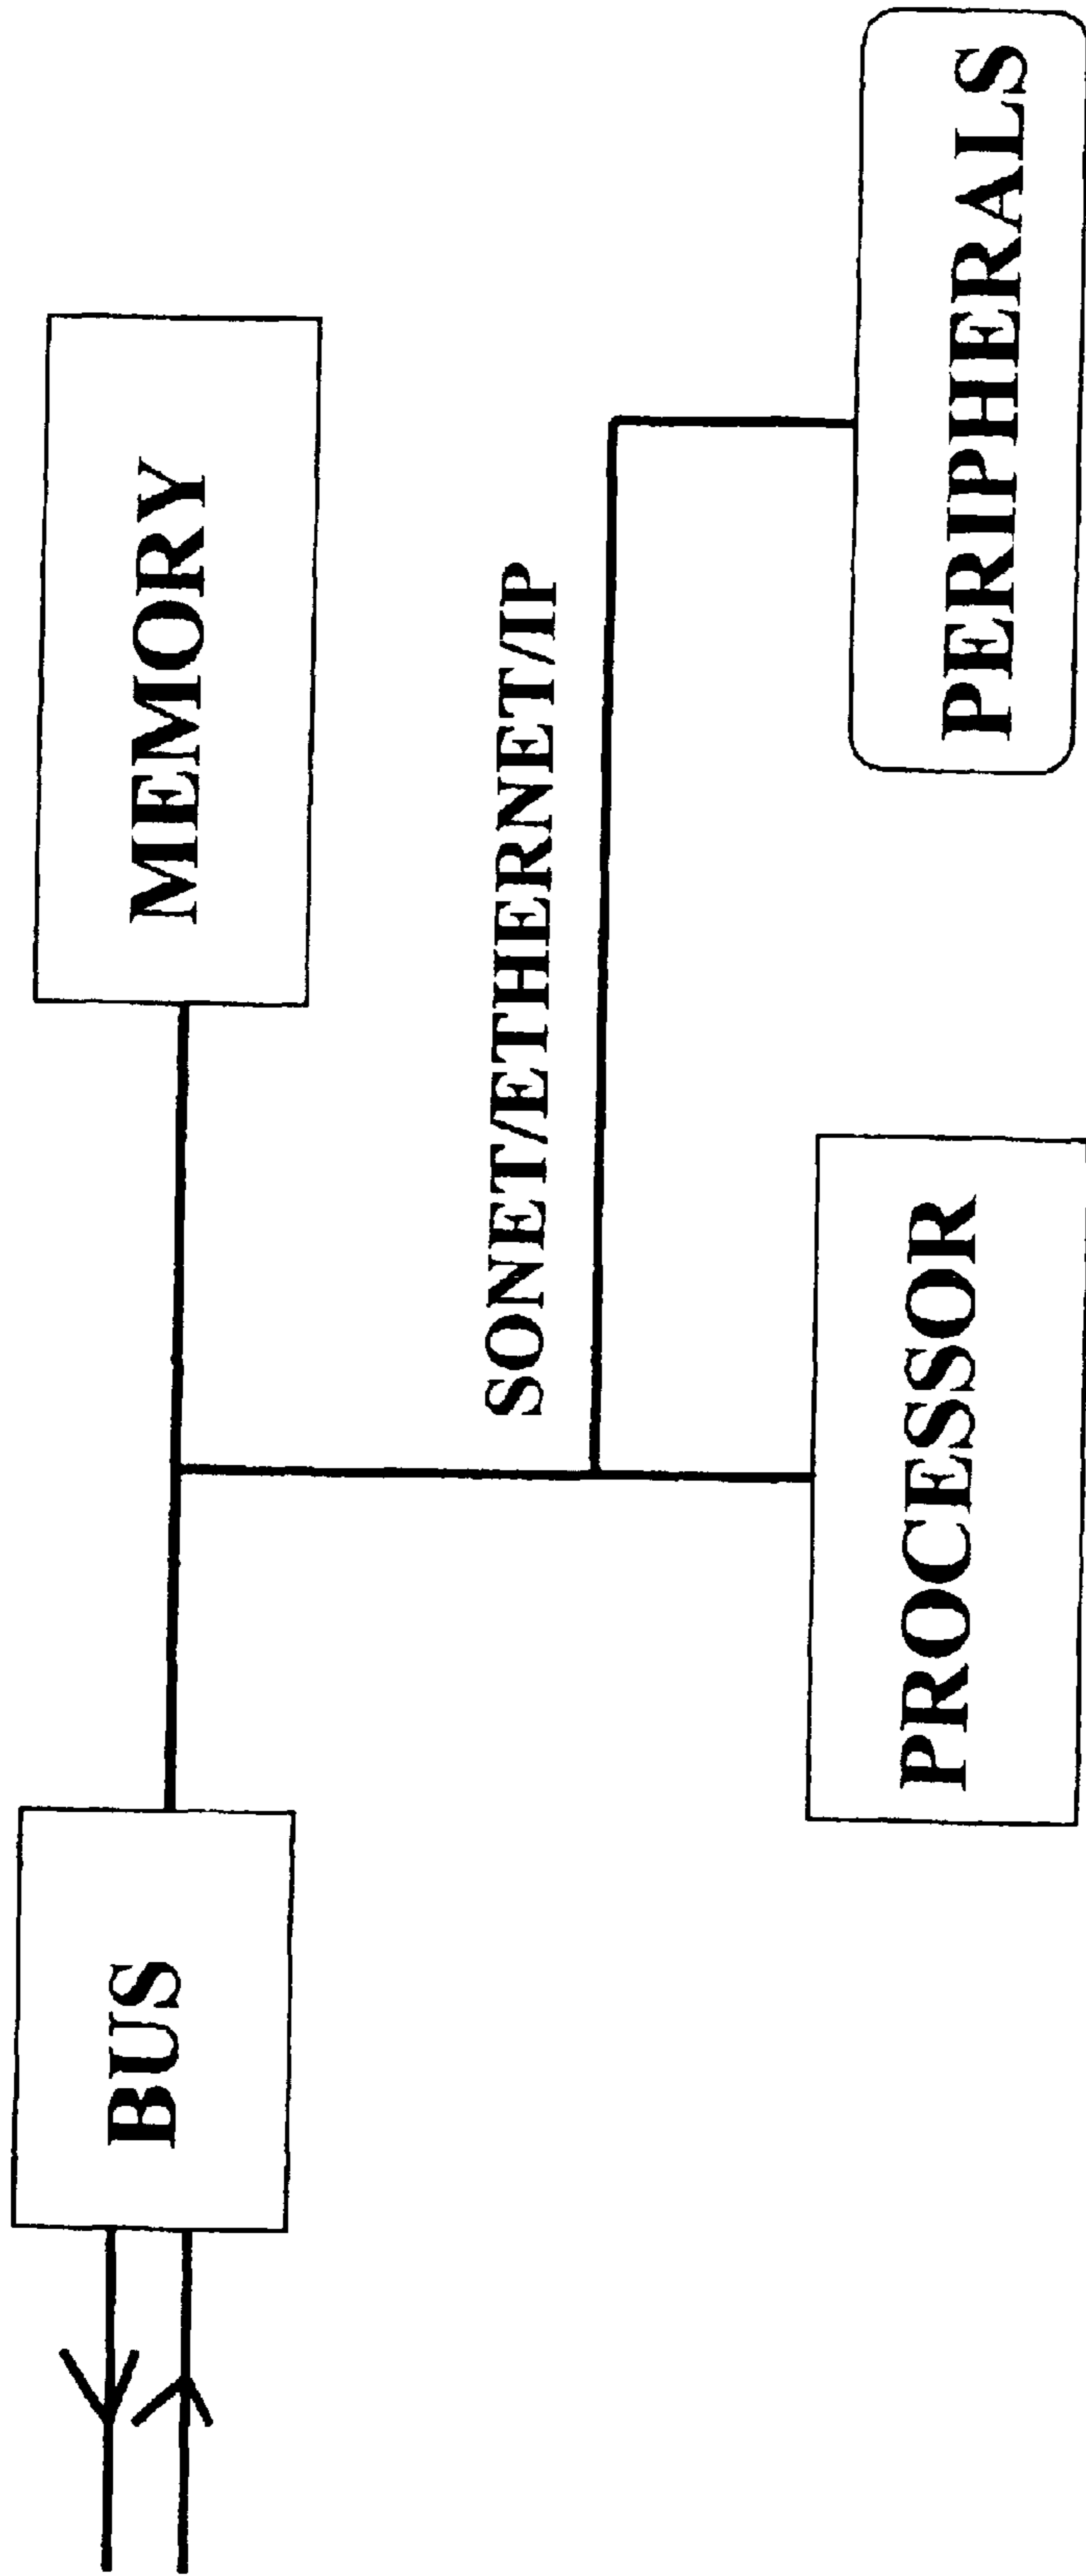 BUS
MEMORY
SONET/ETHERNET/IP
PROCESSOR
PERIPHERALS